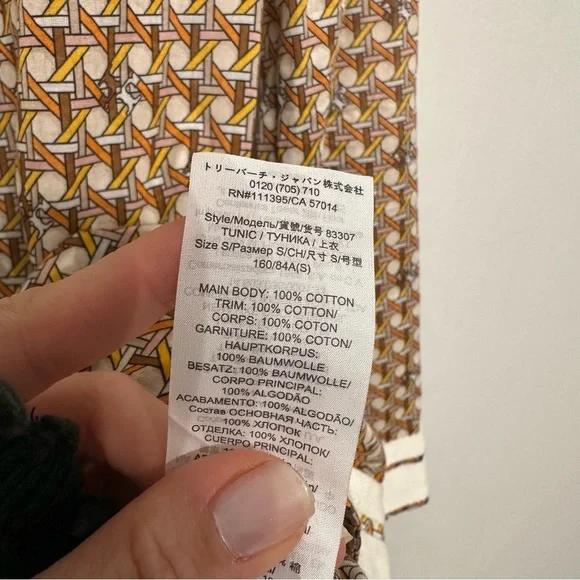 トリーバーチ・ジャパン株式会社
0120 (705) 710
RN#111395/CA 57014
Style/Модель/貨號/货号 83307
TUNIC / ТУНИКА / 上衣
Size S/Размер S/CH/尺寸 S/号型
160/84A(S)
MAIN BODY: 100% COTTON
TRIM: 100% COTTON/
CORPS: 100% COTON
GARNITURE: 100% COTON/
HAUPTKORPUS:
100% BAUMWOLLE
BESATZ: 100% BAUMWOLLE/
CORPO PRINCIPAL:
100% ALGODÃO
ACABAMENTO: 100% ALGODÃO/
Состав ОСНОВНАЯ ЧАСТЬ:
100% ХЛОПОК
ОТДЕЛКА: 100% ХЛОПОК/
CUERPO PRINCIPAL:
棉